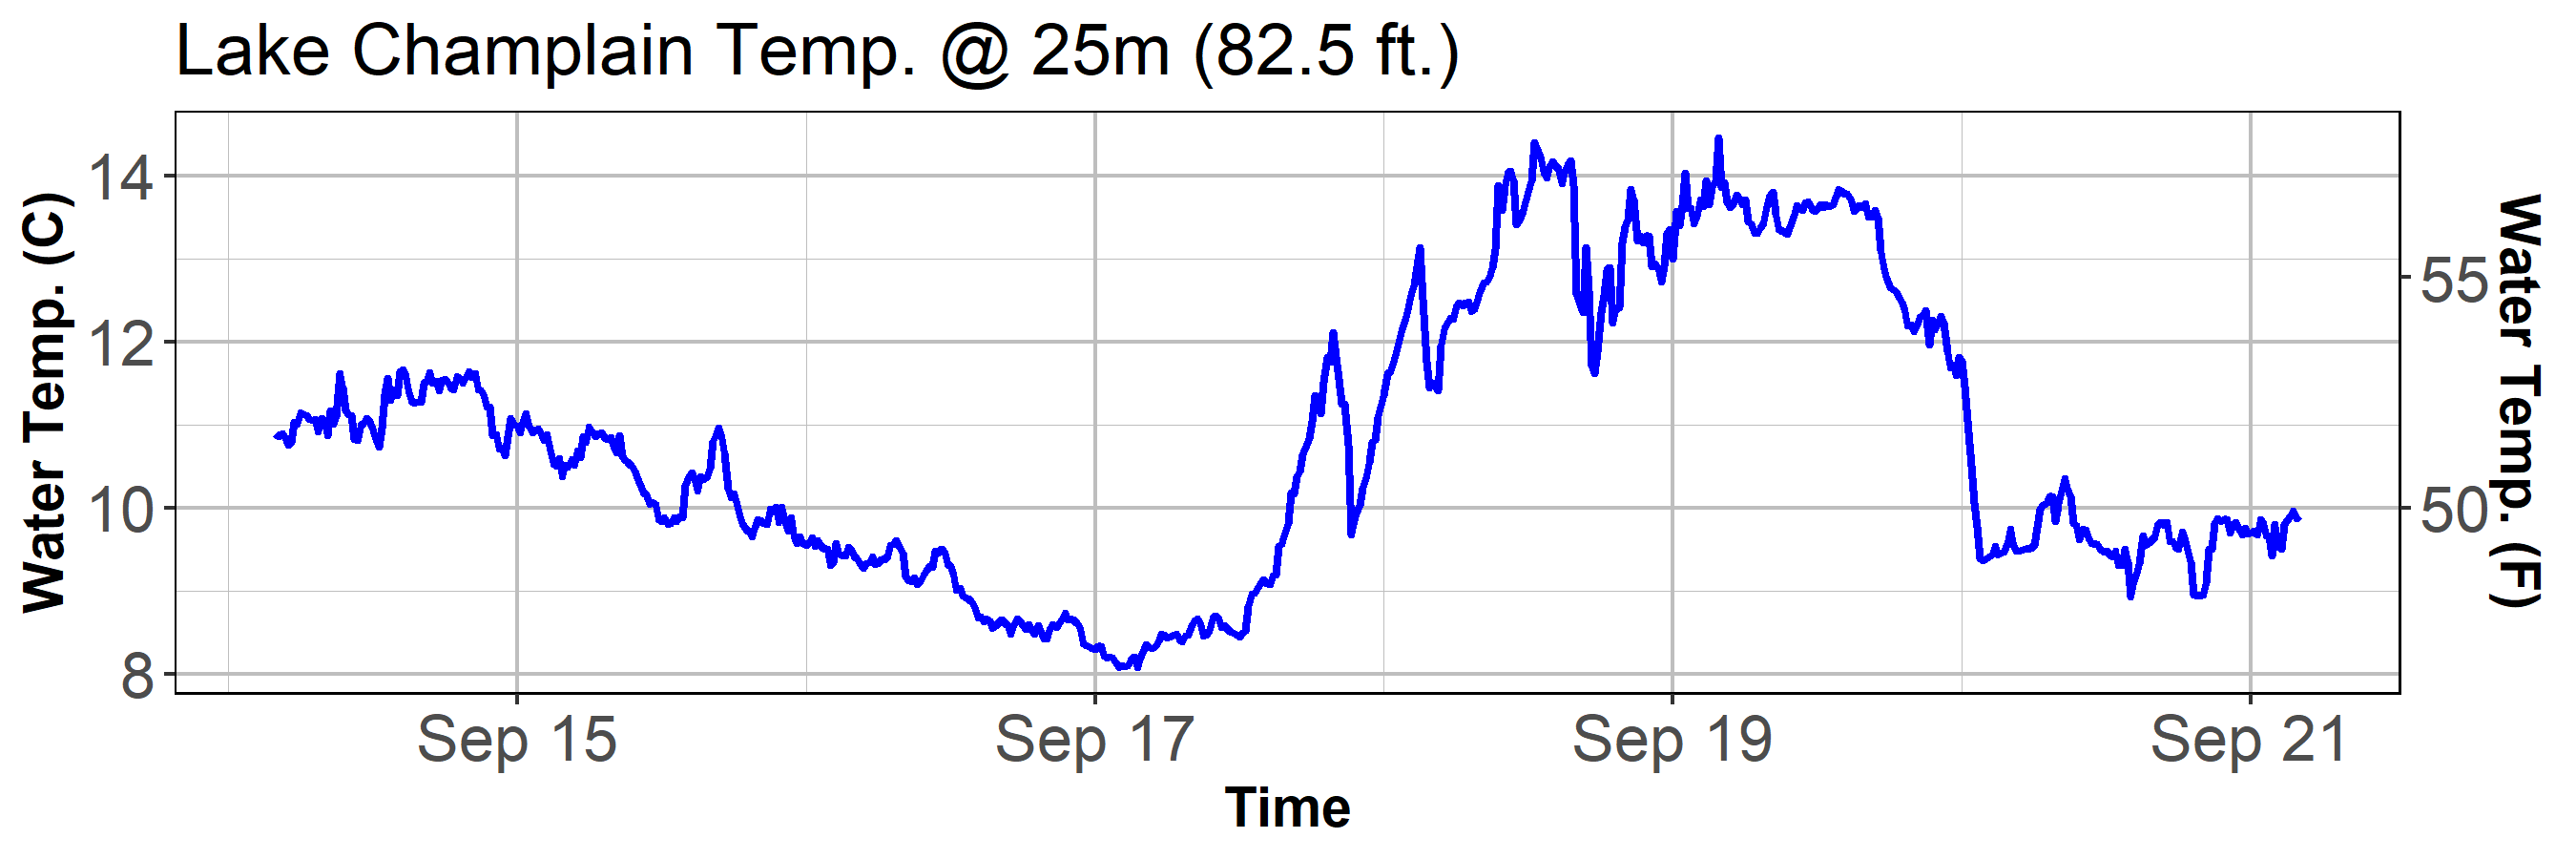 Lake Champlain Temp. @ 25m (82.5 ft.)
Water Temp. (C)
14
12
10
8
55
50
Water Temp. (F)
Sep 15
Sep 17
Sep 19
Sep 21
Time